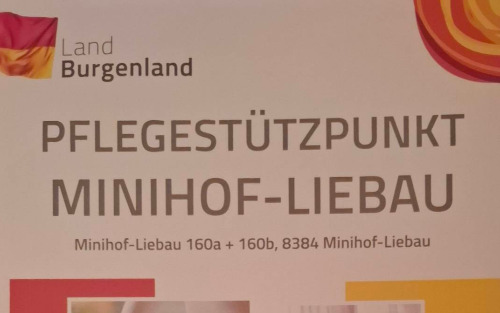 Land
Burgenland
PFLEGESTÜTZPUNKT
MINIHOF-LIEBAU
Minihof-Liebau 160a + 160b, 8384 Minihof-Liebau